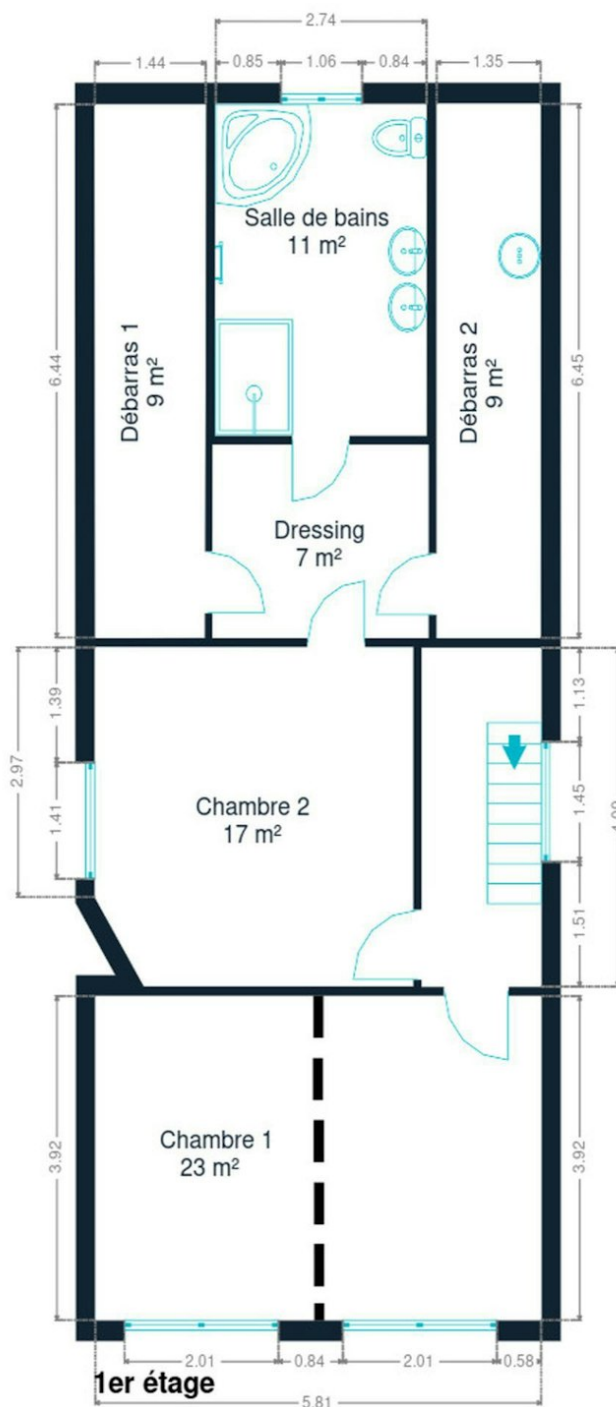 2.74
1.44
0.85
1.06
0.84
1.35
Salle de bains
11 m²
Débarras 1
9 m²
Débarras 2
9 m²
6.44
6.45
Dressing
7 m²
1.39
2.97
1.41
1.13
1.45
1.51
Chambre 2
17 m²
3.92
Chambre 1
23 m²
3.92
2.01
0.84
2.01
0.58
1er étage
5.81